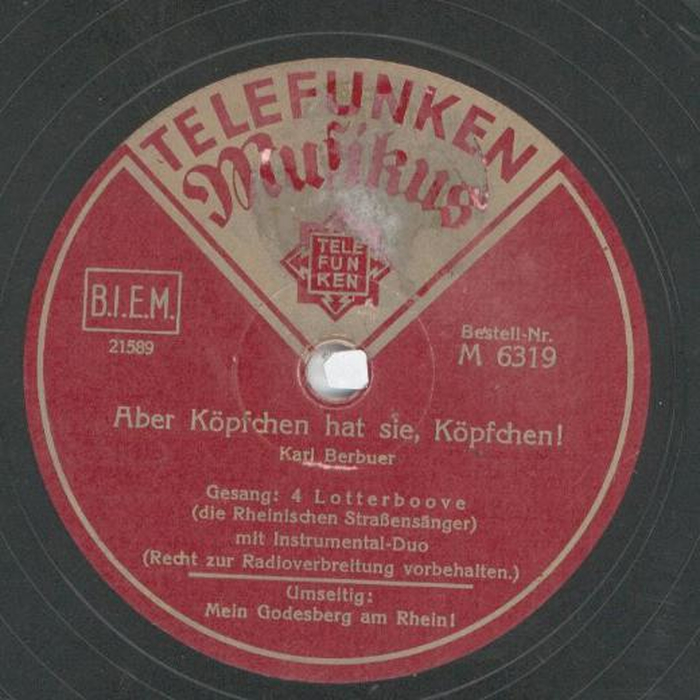 TELEFUNKEN
Musikus
TELE
FUN
KEN
B.I.E.M.
21589
Bestell-Nr.
M 6319
Aber Köpfchen hat sie, Köpfchen!
Karl Berbuer
Gesang: 4 Lotterboove
(die Rheinischen Straßensänger)
mit Instrumental-Duo
(Recht zur Radioverbreitung vorbehalten.)
Umseitig:
Mein Godesberg am Rhein!